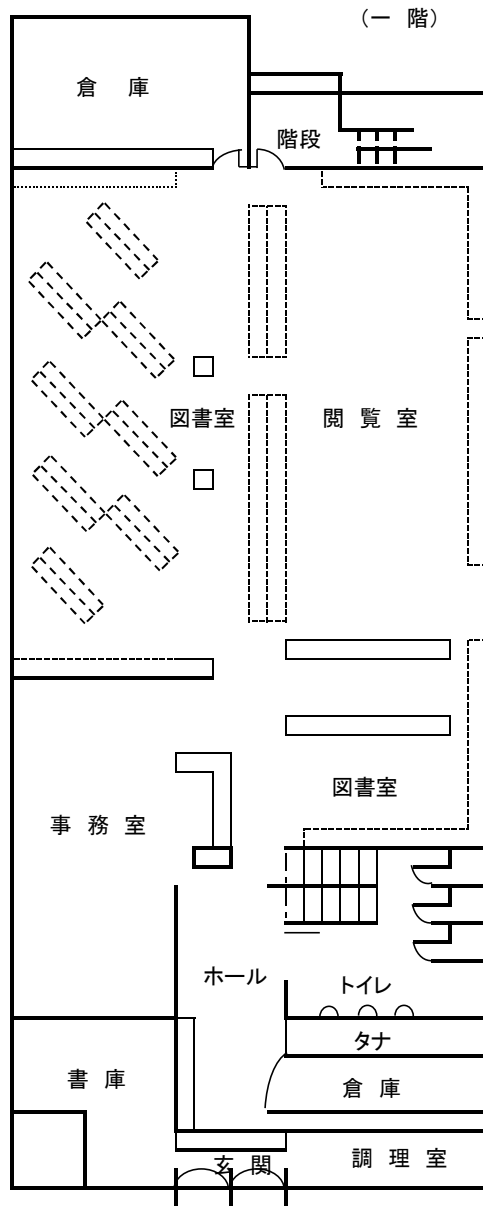 （一 階）
倉 庫
階段
図書室
閲 覧 室
図書室
事 務 室
ホール
トイレ
タナ
書 庫
倉 庫
玄 関
調 理 室